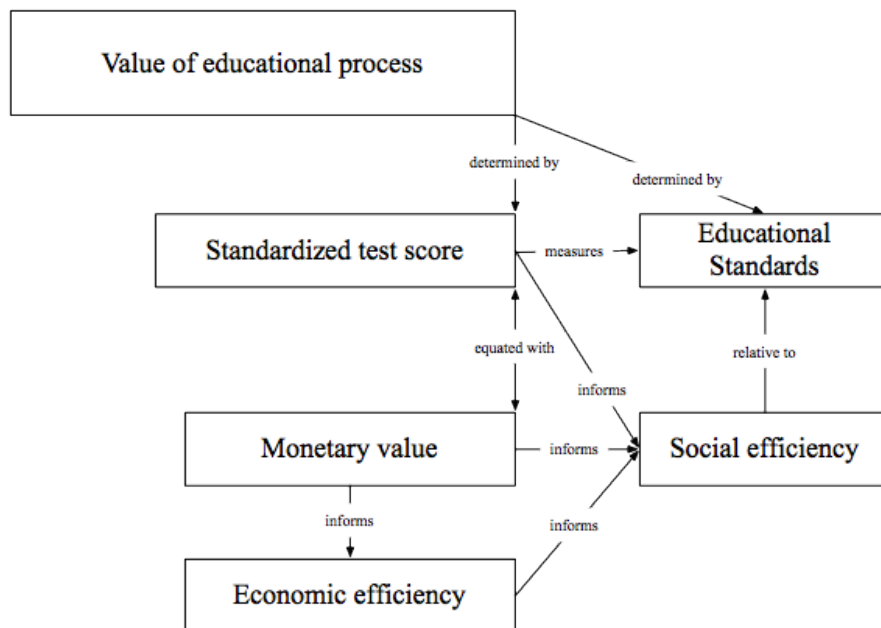 Value of educational process
determined by
determined by
Standardized test score
measures
Educational
Standards
equated with
relative to
informs
Monetary value
informs
Social efficiency
informs
informs
Economic efficiency